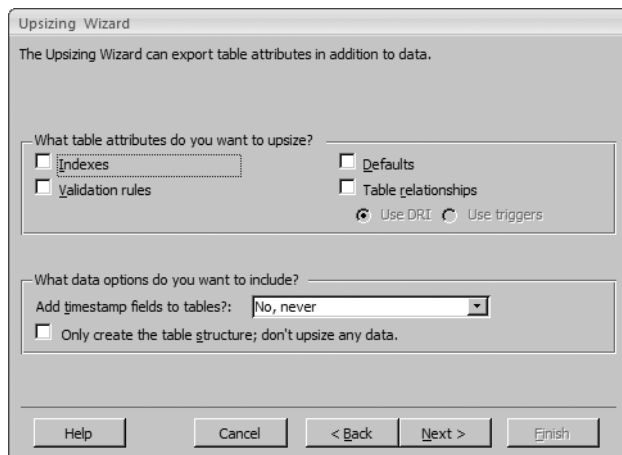 Upsizing Wizard
The Upsizing Wizard can export table attributes in addition to data.
What table attributes do you want to upsize?
Indexes
Defaults
Validation rules
Table relationships
Use DRI
Use triggers
What data options do you want to include?
Add timestamp fields to tables?:
No, never
Only create the table structure; don't upsize any data.
Help
Cancel
< Back
Next >
Finish